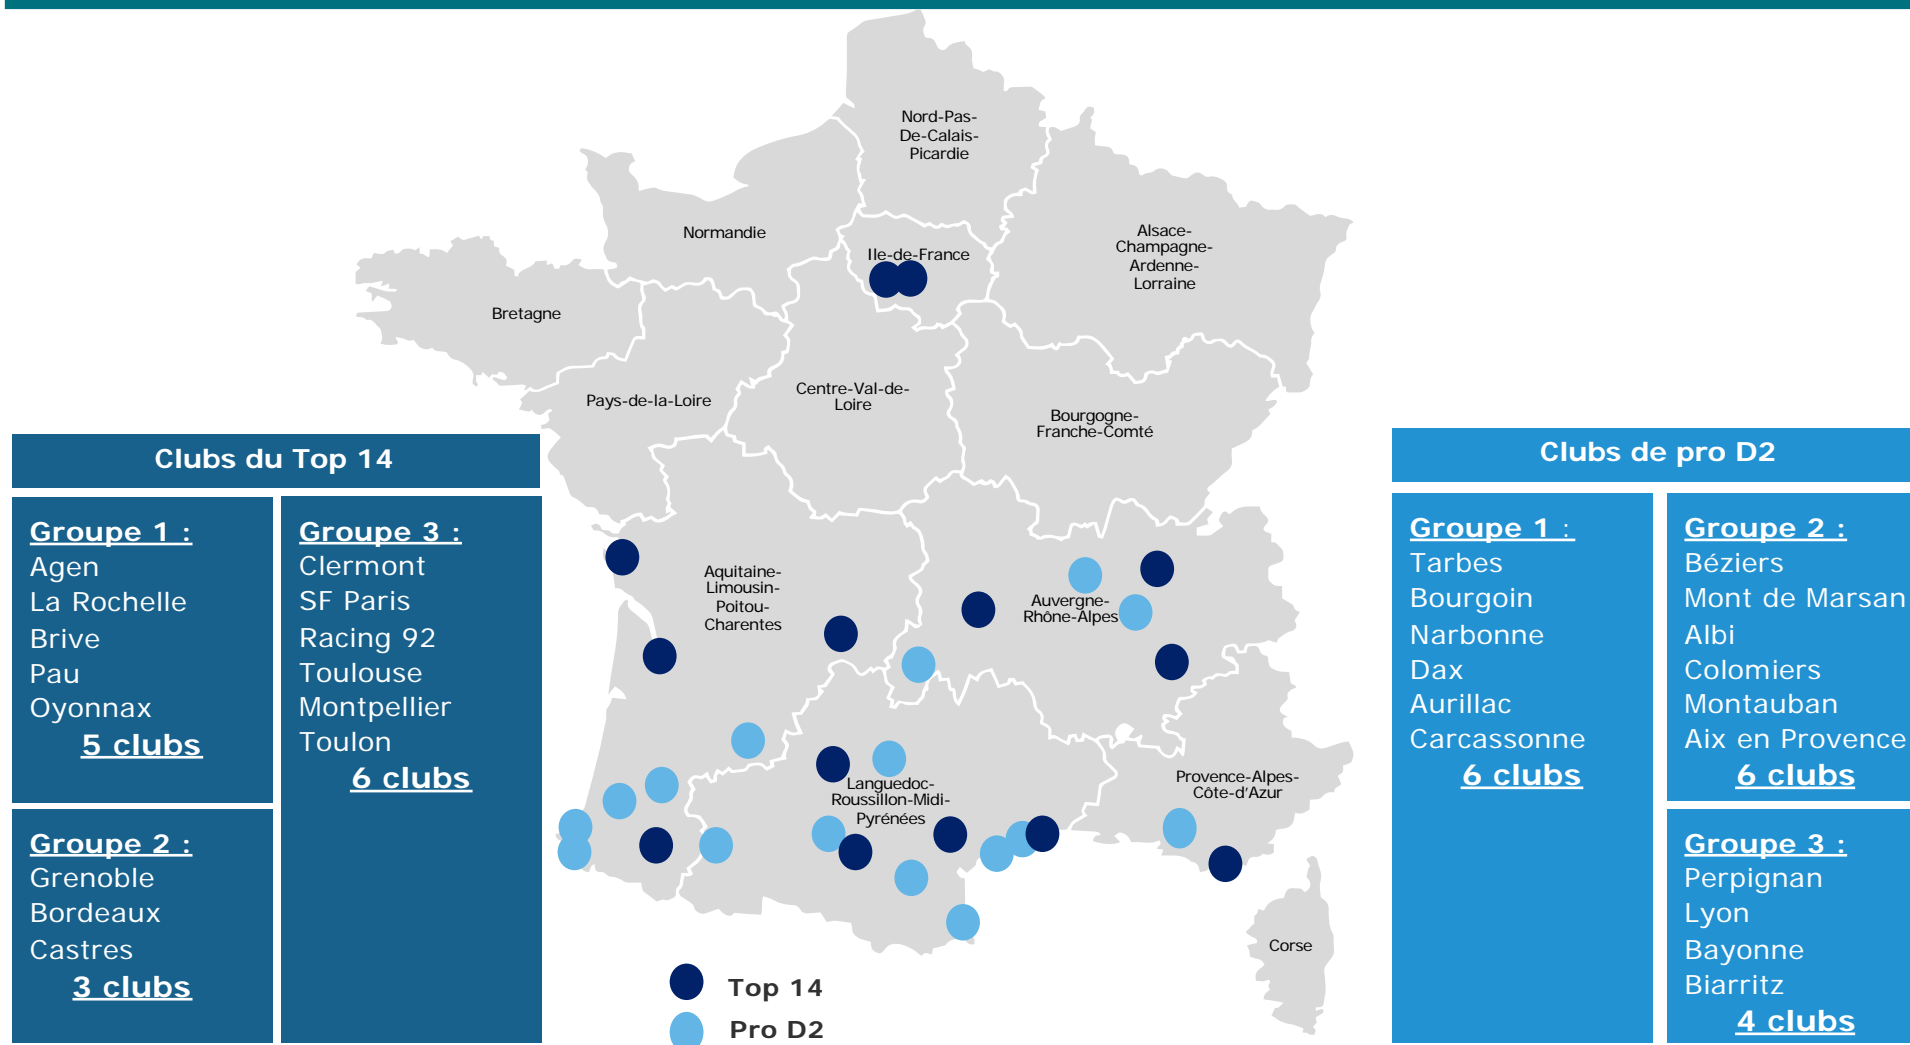 Nord-Pas-
De-Calais-
Picardie
Normandie
Ile-de-France
Alsace-
Champagne-
Ardenne-
Lorraine
Bretagne
Pays-de-la-Loire
Centre-Val-de-
Loire
Bourgogne-
Franche-Comté
Aquitaine-
Limousin-
Poitou-
Charentes
Auvergne-
Rhône-Alpes
Languedoc-
Roussillon-Midi-
Pyrénées
Provence-Alpes-
Côte-d'Azur
Corse
Top 14
Pro D2
Clubs du Top 14
Groupe 1 :
Agen
La Rochelle
Brive
Pau
Oyonnax
5 clubs
Groupe 2 :
Grenoble
Bordeaux
Castres
3 clubs
Groupe 3 :
Clermont
SF Paris
Racing 92
Toulouse
Montpellier
Toulon
6 clubs
Clubs de pro D2
Groupe 1 :
Tarbes
Bourgoin
Narbonne
Dax
Aurillac
Carcassonne
6 clubs
Groupe 2 :
Béziers
Mont de Marsan
Albi
Colomiers
Montauban
Aix en Provence
6 clubs
Groupe 3 :
Perpignan
Lyon
Bayonne
Biarritz
4 clubs